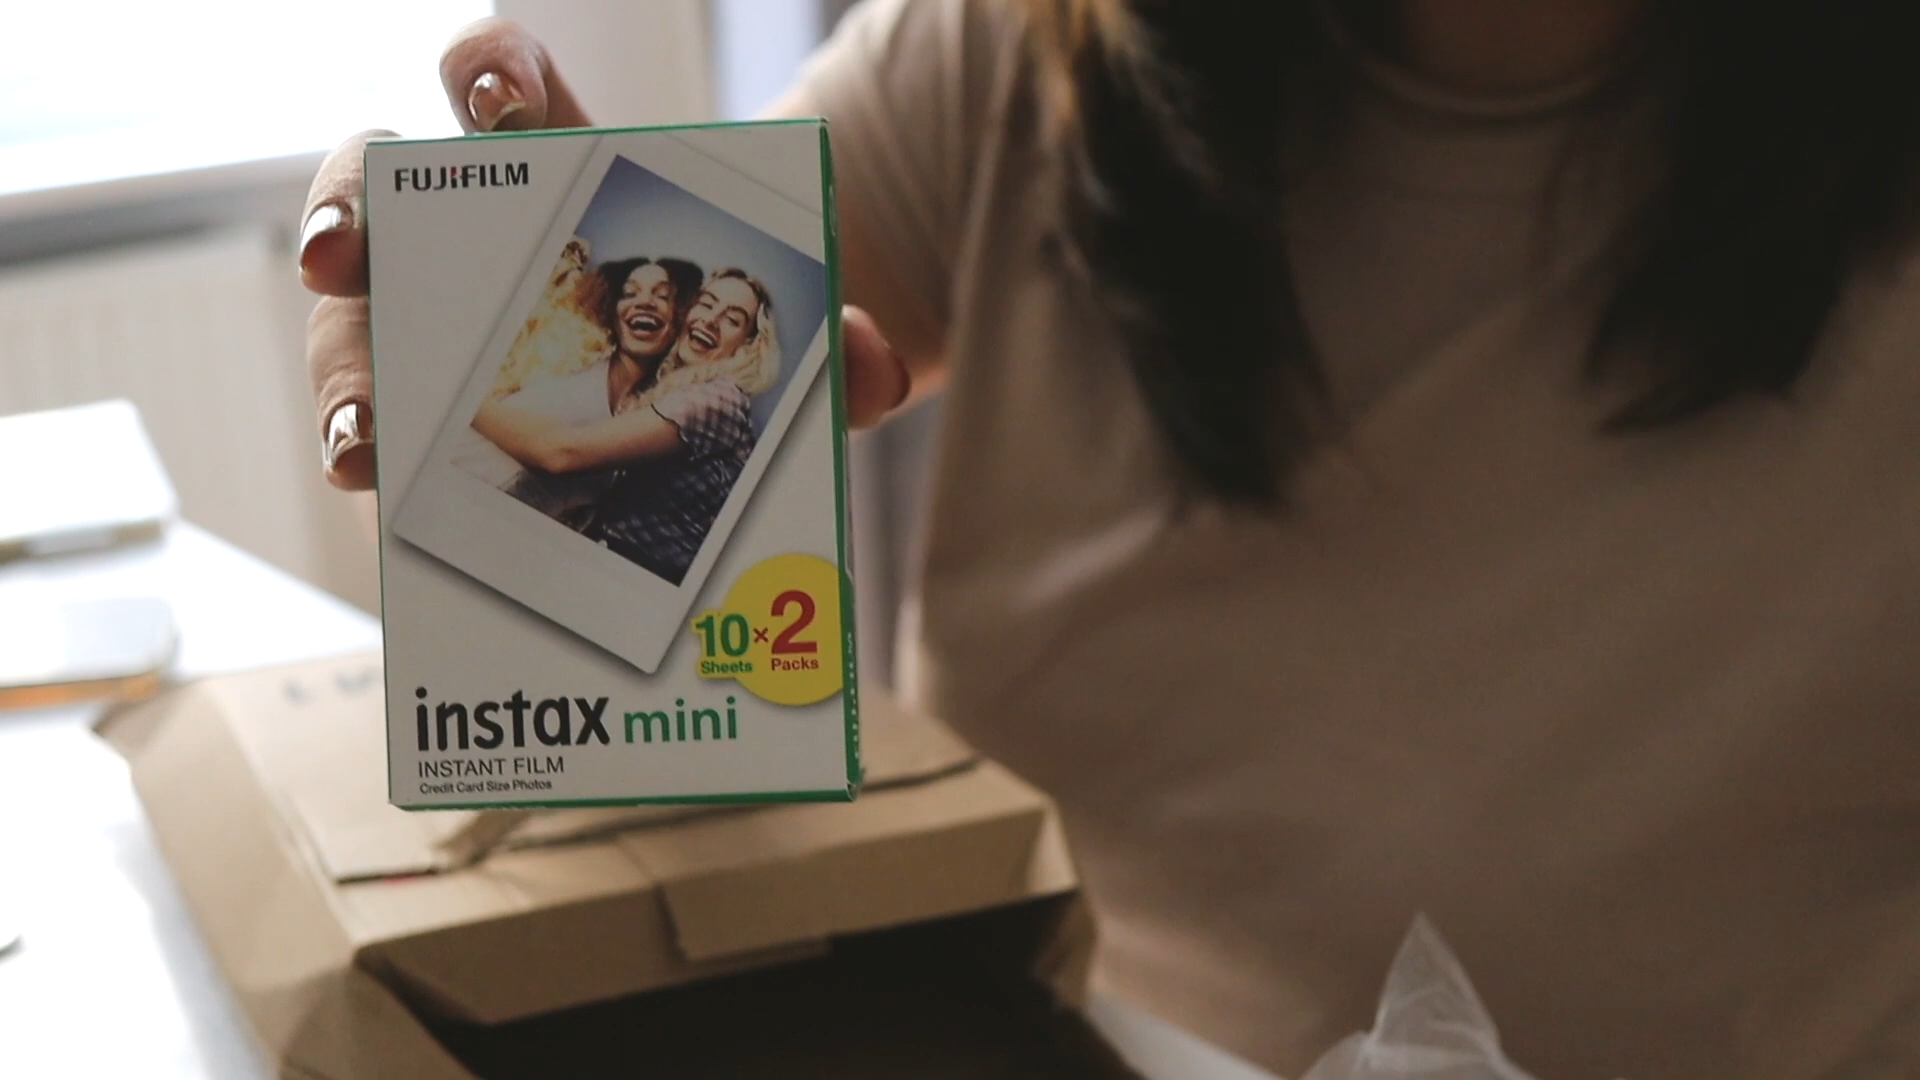 FUJIFILM
10 × 2
Sheets Packs
instax mini
INSTANT FILM
Credit Card Size Photos